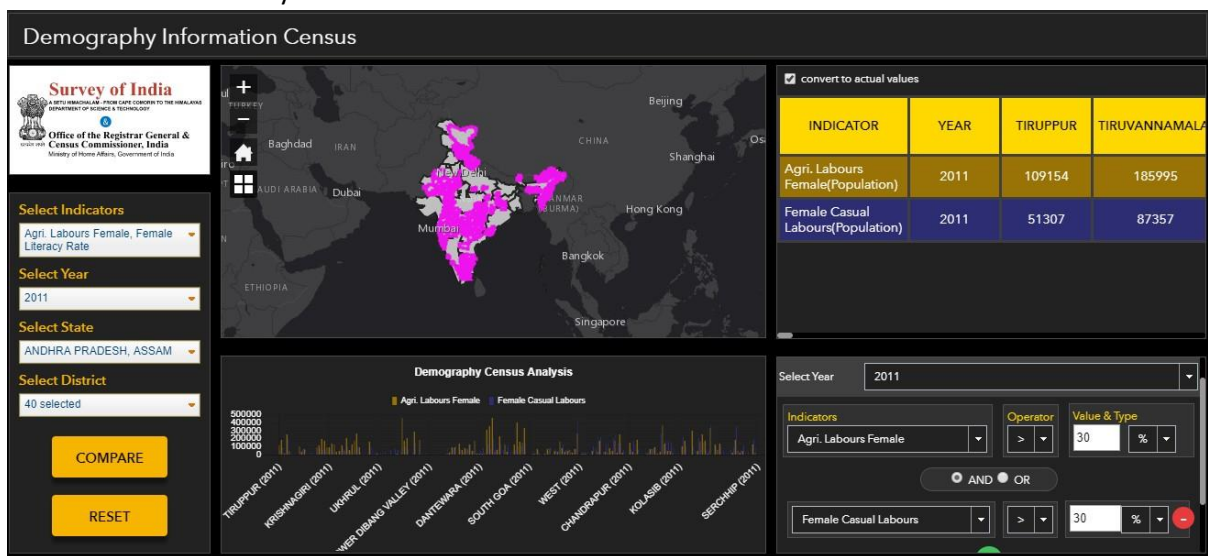 Demography Information Census
Survey of India
A SETU HIMACHALAM - FROM CAPE COMORIN TO THE HIMALAYAS
DEPARTMENT OF SCIENCE & TECHNOLOGY
Office of the Registrar General &
Census Commissioner, India
Ministry of Home Affairs, Government of India
Select Indicators
Agri. Labours Female, Female
Literacy Rate
Select Year
2011
Select State
ANDHRA PRADESH, ASSAM
Select District
40 selected
COMPARE
RESET
+
−
TURKEY
Baghdad
IRAN
Dubai
New Delhi
Mumbai
ETHIOPIA
Beijing
CHINA
Shanghai
Os
Hong Kong
Bangkok
Singapore
Demography Census Analysis
Agri. Labours Female Female Casual Labours
500000
400000
300000
200000
100000
0
TIRUPPUR (2011)
KRISHNAGIRI (2011)
UKHRUL (2011)
WER DIBANG VALLEY (2011)
DANTEWARA (2011)
SOUTH GOA (2011)
WEST (2011)
CHANDRAPUR (2011)
KOLASIB (2011)
SERCHHIP (2011)
convert to actual values
INDICATOR YEAR TIRUPPUR TIRUVANNAMALA
Agri. Labours
Female(Population) 2011 109154 185995
Female Casual
Labours(Population) 2011 51307 87357
Select Year 2011
Indicators Operator Value & Type
Agri. Labours Female > 30 %
AND OR
Female Casual Labours > 30 %